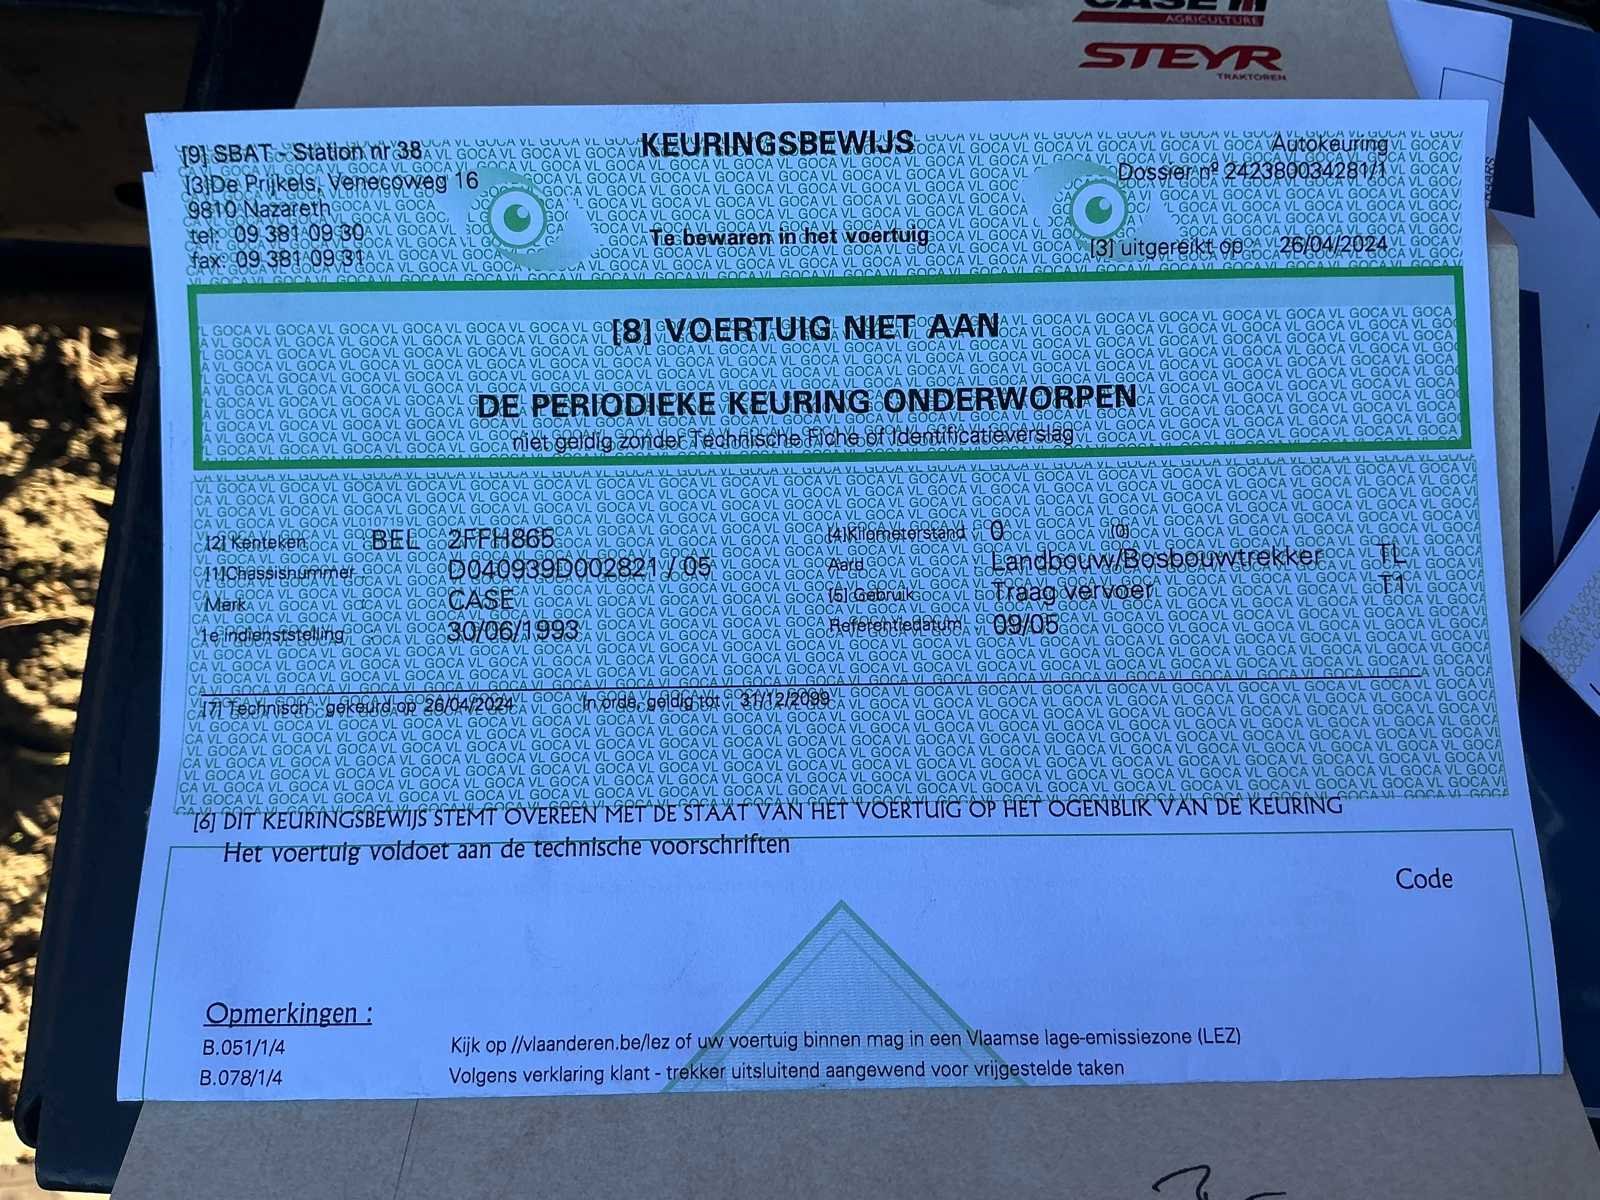 CASE IH
AGRICULTURE
STEYR
TRAKTOREN
[9] SBAT - Station nr 38
KEURINGSBEWIJS
Autokeuring
[3]De Prijkels, Venecoweg 16
Dossier nº 242380034281/1
9810 Nazareth
tel: 09 381 09 30
Te bewaren in het voertuig
fax: 09 381 09 31
[3] uitgereikt op 26/04/2024
[8] VOERTUIG NIET AAN
DE PERIODIEKE KEURING ONDERWORPEN
niet geldig zonder Technische Fiche of Identificatieverslag
[2] Kenteken BEL 2FFH865
[4]Kilometerstand : 0 (0)
[1]Chassisnummer D040939D002821 / 05
Aard Landbouw/Bosbouwtrekker TL
Merk CASE
[5] Gebruik Traag vervoer T1
1e indienststelling 30/06/1993
Referentiedatum 09/05
[7] Technisch : gekeurd op 26/04/2024 In orde, geldig tot : 31/12/2099
[6] DIT KEURINGSBEWIJS STEMT OVEREEN MET DE STAAT VAN HET VOERTUIG OP HET OGENBLIK VAN DE KEURING
Het voertuig voldoet aan de technische voorschriften
Code
Opmerkingen :
B.051/1/4 Kijk op //vlaanderen.be/lez of uw voertuig binnen mag in een Vlaamse lage-emissiezone (LEZ)
B.078/1/4 Volgens verklaring klant - trekker uitsluitend aangewend voor vrijgestelde taken